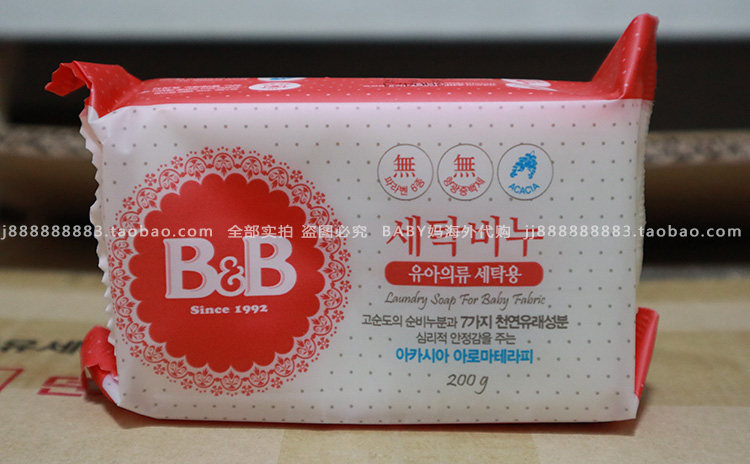 無
파라벤 6종
無
형광증백제
ACACIA
세탁비누
유아의류 세탁용
Laundry Soap For Baby Fabric
고순도의 순비누분과 7가지 천연유래성분
심리적 안정감을 주는
아카시아 아로마테라피
200g
B&B
Since 1992
j888888883.taobao.com 全部实拍 盗图必究 BABY妈海外代购 jj888888883.taobao.com
유세